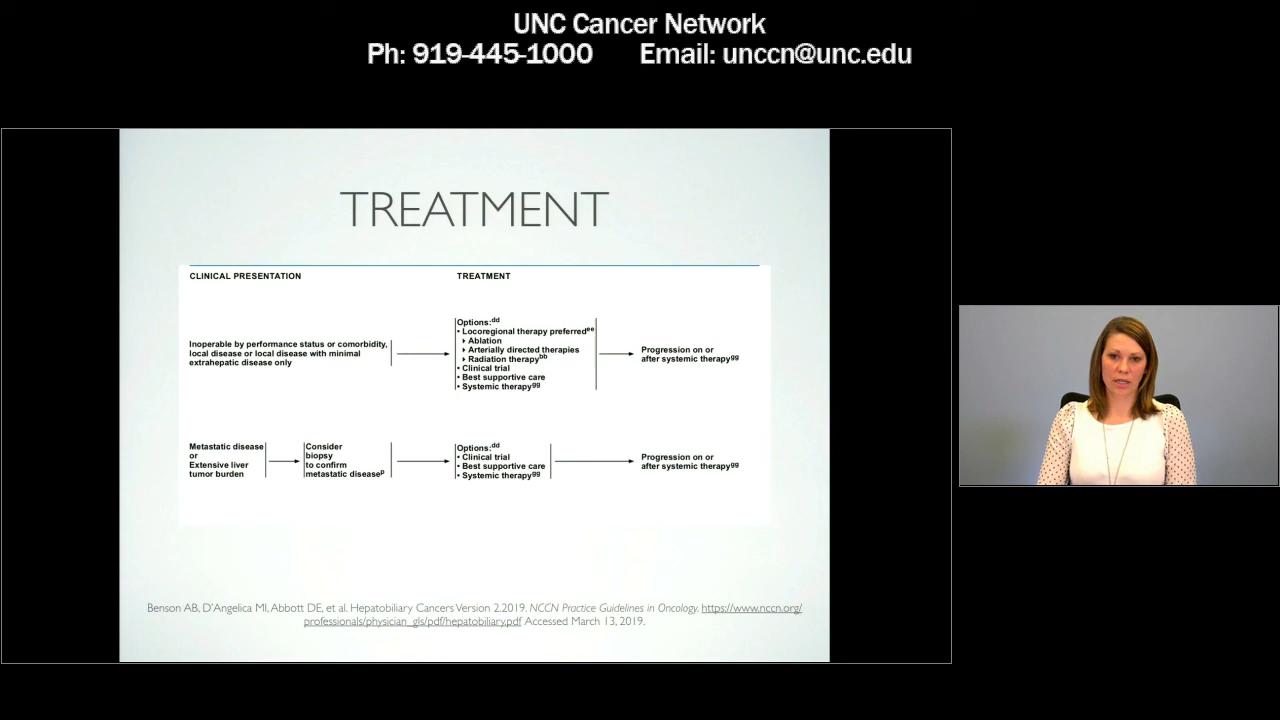 UNC Cancer Network
Ph: 919-445-1000 Email: unccn@unc.edu
TREATMENT
CLINICAL PRESENTATION
TREATMENT
Inoperable by performance status or comorbidity,
local disease or local disease with minimal
extrahepatic disease only
Options:dd
• Locoregional therapy preferredee
▸ Ablation
▸ Arterially directed therapies
▸ Radiation therapybb
• Clinical trial
• Best supportive care
• Systemic therapygg
Progression on or
after systemic therapygg
Metastatic disease
or
Extensive liver
tumor burden
Consider
biopsy
to confirm
metastatic diseasep
Options:dd
• Clinical trial
• Best supportive care
• Systemic therapygg
Progression on or
after systemic therapygg
Benson AB, D'Angelica MI, Abbott DE, et al. Hepatobiliary Cancers Version 2.2019. NCCN Practice Guidelines in Oncology. https://www.nccn.org/
professionals/physician_gls/pdf/hepatobiliary.pdf Accessed March 13, 2019.